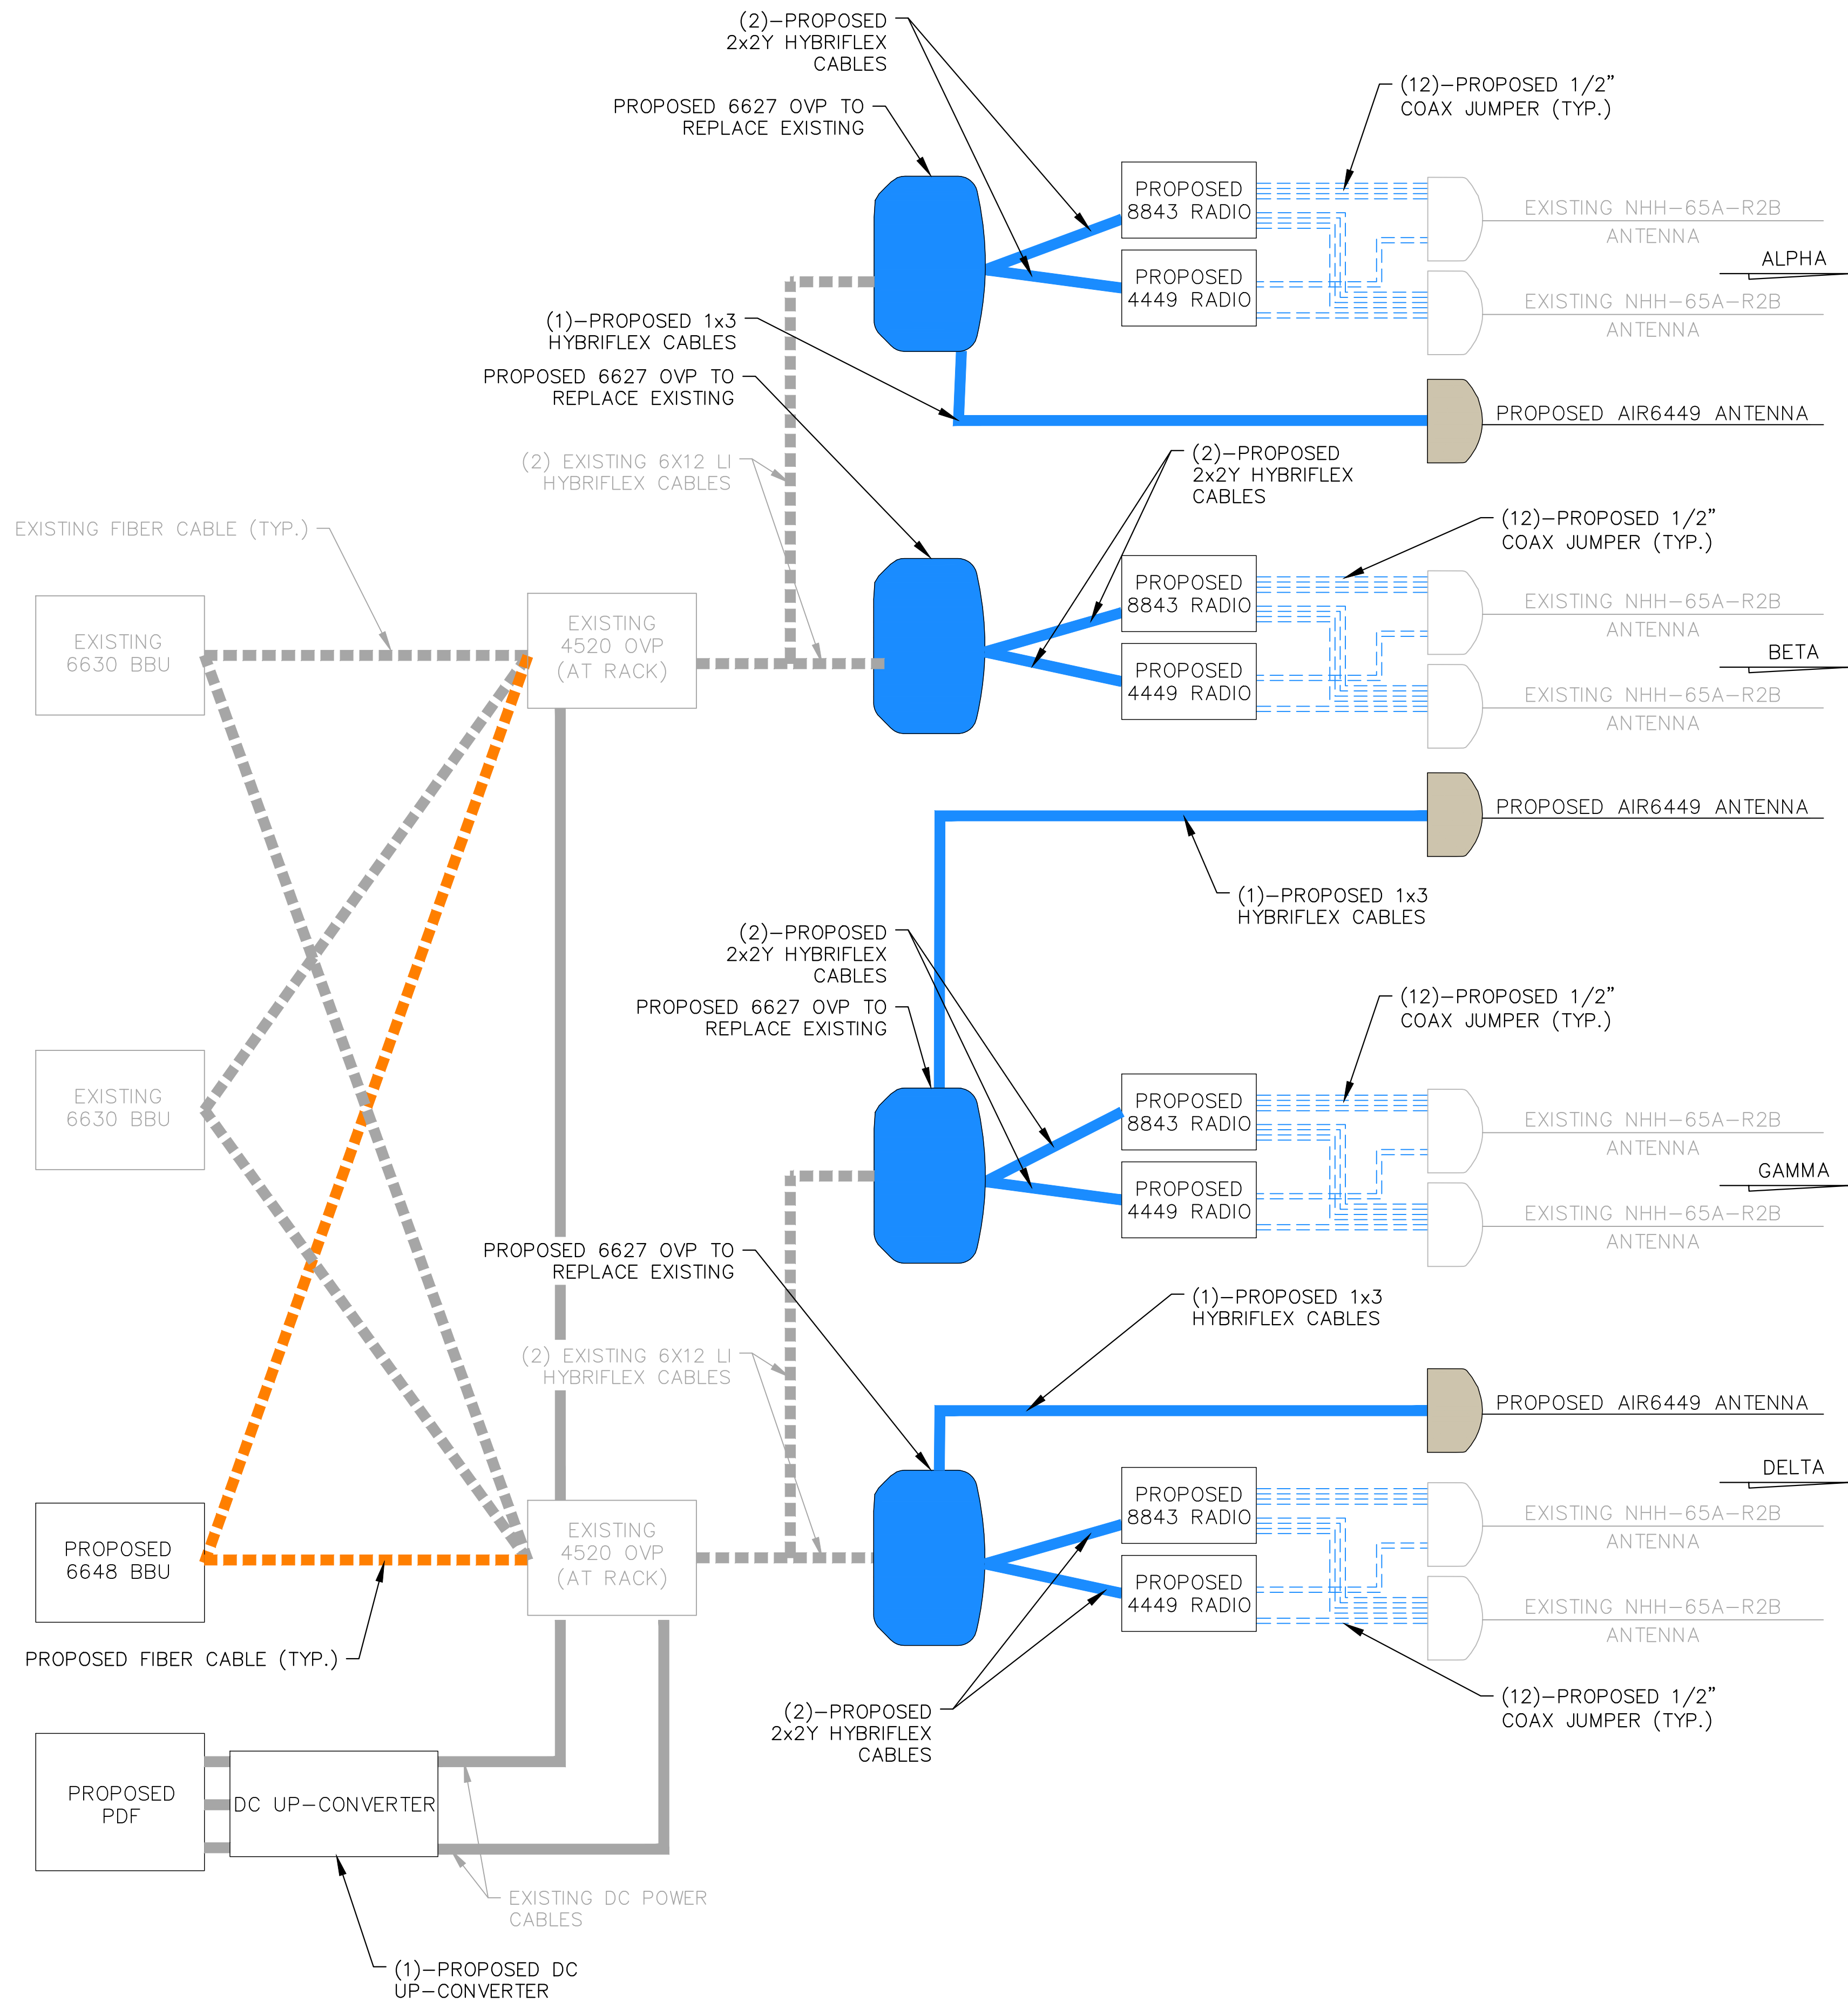 (2)-PROPOSED
2x2Y HYBRIFLEX
CABLES
PROPOSED 6627 OVP TO
REPLACE EXISTING
(12)-PROPOSED 1/2"
COAX JUMPER (TYP.)
PROPOSED
8843 RADIO
PROPOSED
4449 RADIO
EXISTING NHH-65A-R2B
ANTENNA
ALPHA
EXISTING NHH-65A-R2B
ANTENNA
(1)-PROPOSED 1x3
HYBRIFLEX CABLES
PROPOSED AIR6449 ANTENNA
PROPOSED 6627 OVP TO
REPLACE EXISTING
(2) EXISTING 6X12 LI
HYBRIFLEX CABLES
(2)-PROPOSED
2x2Y HYBRIFLEX
CABLES
(12)-PROPOSED 1/2"
COAX JUMPER (TYP.)
EXISTING FIBER CABLE (TYP.)
EXISTING
6630 BBU
EXISTING
4520 OVP
(AT RACK)
PROPOSED
8843 RADIO
PROPOSED
4449 RADIO
EXISTING NHH-65A-R2B
ANTENNA
BETA
EXISTING NHH-65A-R2B
ANTENNA
PROPOSED AIR6449 ANTENNA
(1)-PROPOSED 1x3
HYBRIFLEX CABLES
(2)-PROPOSED
2x2Y HYBRIFLEX
CABLES
PROPOSED 6627 OVP TO
REPLACE EXISTING
(12)-PROPOSED 1/2"
COAX JUMPER (TYP.)
EXISTING
6630 BBU
PROPOSED
8843 RADIO
PROPOSED
4449 RADIO
EXISTING NHH-65A-R2B
ANTENNA
GAMMA
EXISTING NHH-65A-R2B
ANTENNA
PROPOSED 6627 OVP TO
REPLACE EXISTING
(1)-PROPOSED 1x3
HYBRIFLEX CABLES
(2) EXISTING 6X12 LI
HYBRIFLEX CABLES
PROPOSED AIR6449 ANTENNA
DELTA
PROPOSED
6648 BBU
EXISTING
4520 OVP
(AT RACK)
PROPOSED
8843 RADIO
PROPOSED
4449 RADIO
EXISTING NHH-65A-R2B
ANTENNA
EXISTING NHH-65A-R2B
ANTENNA
PROPOSED FIBER CABLE (TYP.)
(2)-PROPOSED
2x2Y HYBRIFLEX
CABLES
(12)-PROPOSED 1/2"
COAX JUMPER (TYP.)
PROPOSED
PDF
DC UP-CONVERTER
EXISTING DC POWER
CABLES
(1)-PROPOSED DC
UP-CONVERTER